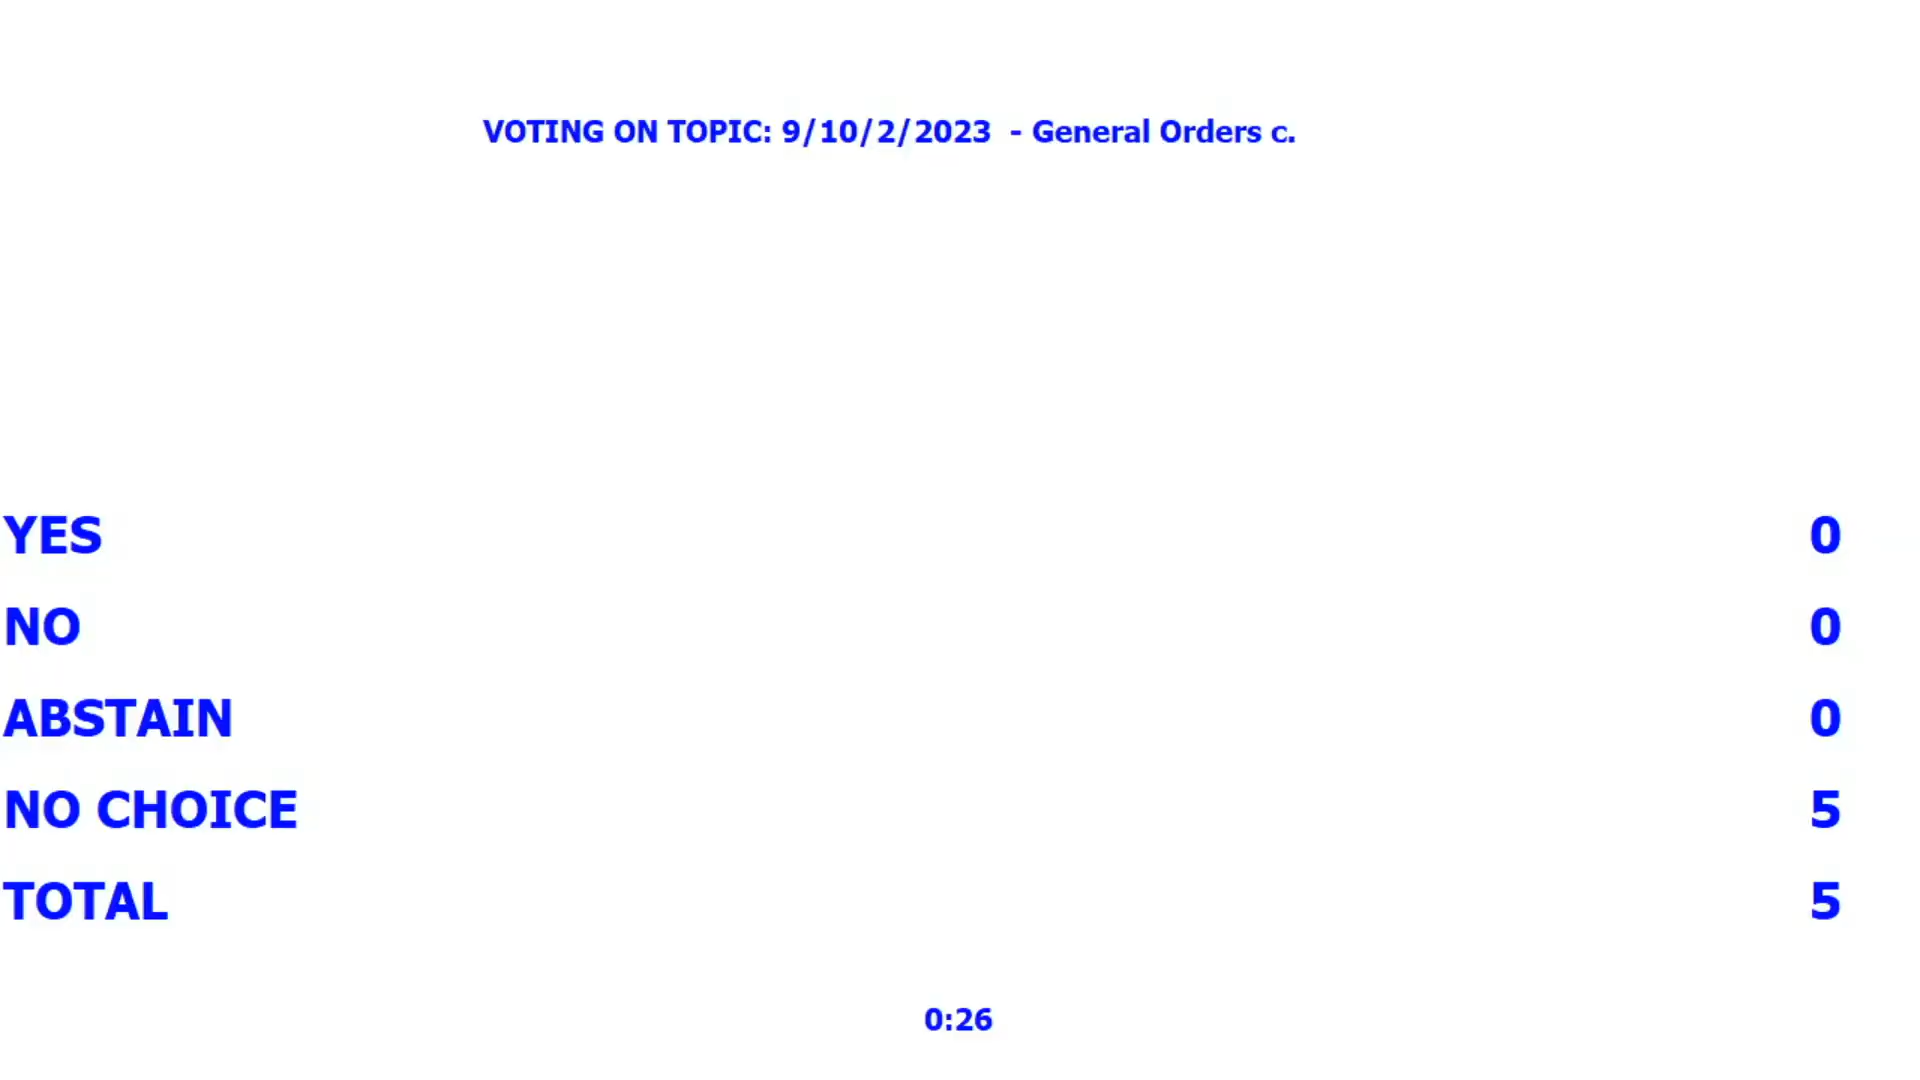 VOTING ON TOPIC: 9/10/2/2023 - General Orders c.
YES 0
NO 0
ABSTAIN 0
NO CHOICE 5
TOTAL 5
0:26